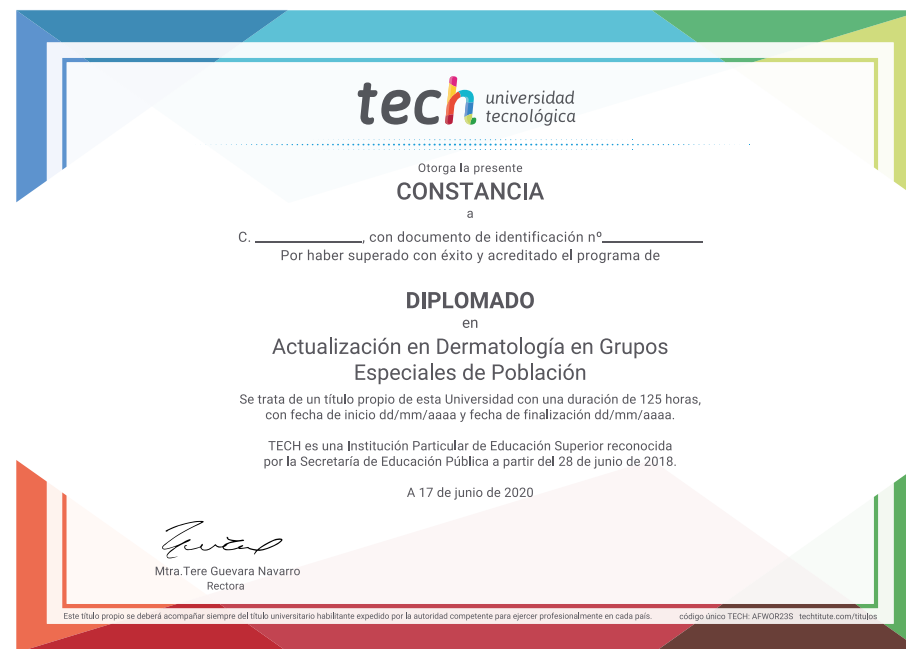 tech universidad
tecnológica
Otorga la presente
CONSTANCIA
a
C. ____________, con documento de identificación nº____________
Por haber superado con éxito y acreditado el programa de
DIPLOMADO
en
Actualización en Dermatología en Grupos
Especiales de Población
Se trata de un título propio de esta Universidad con una duración de 125 horas,
con fecha de inicio dd/mm/aaaa y fecha de finalización dd/mm/aaaa.
TECH es una Institución Particular de Educación Superior reconocida
por la Secretaría de Educación Pública a partir del 28 de junio de 2018.
A 17 de junio de 2020
Mtra.Tere Guevara Navarro
Rectora
Este título propio se deberá acompañar siempre del título universitario habilitante expedido por la autoridad competente para ejercer profesionalmente en cada país. código único TECH: AFWOR23S techtitute.com/títulos